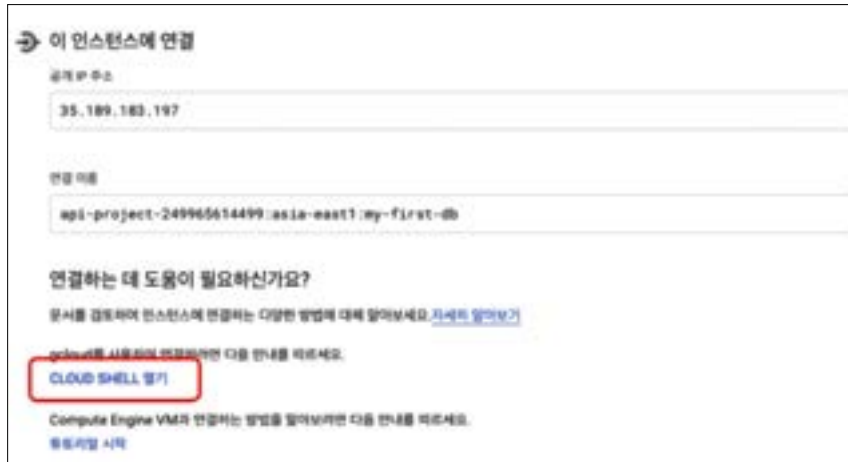 이 인스턴스에 연결
공개 IP 주소
35.189.183.197
연결 이름
api-project-249965614499:asia-east1:my-first-db
연결하는 데 도움이 필요하신가요?
문서를 검토하여 인스턴스에 연결하는 다양한 방법에 대해 알아보세요. 자세히 알아보기
gcloud를 사용하여 연결하려면 다음 안내를 따르세요.
CLOUD SHELL 열기
Compute Engine VM과 연결하는 방법을 알아보려면 다음 안내를 따르세요.
튜토리얼 시작